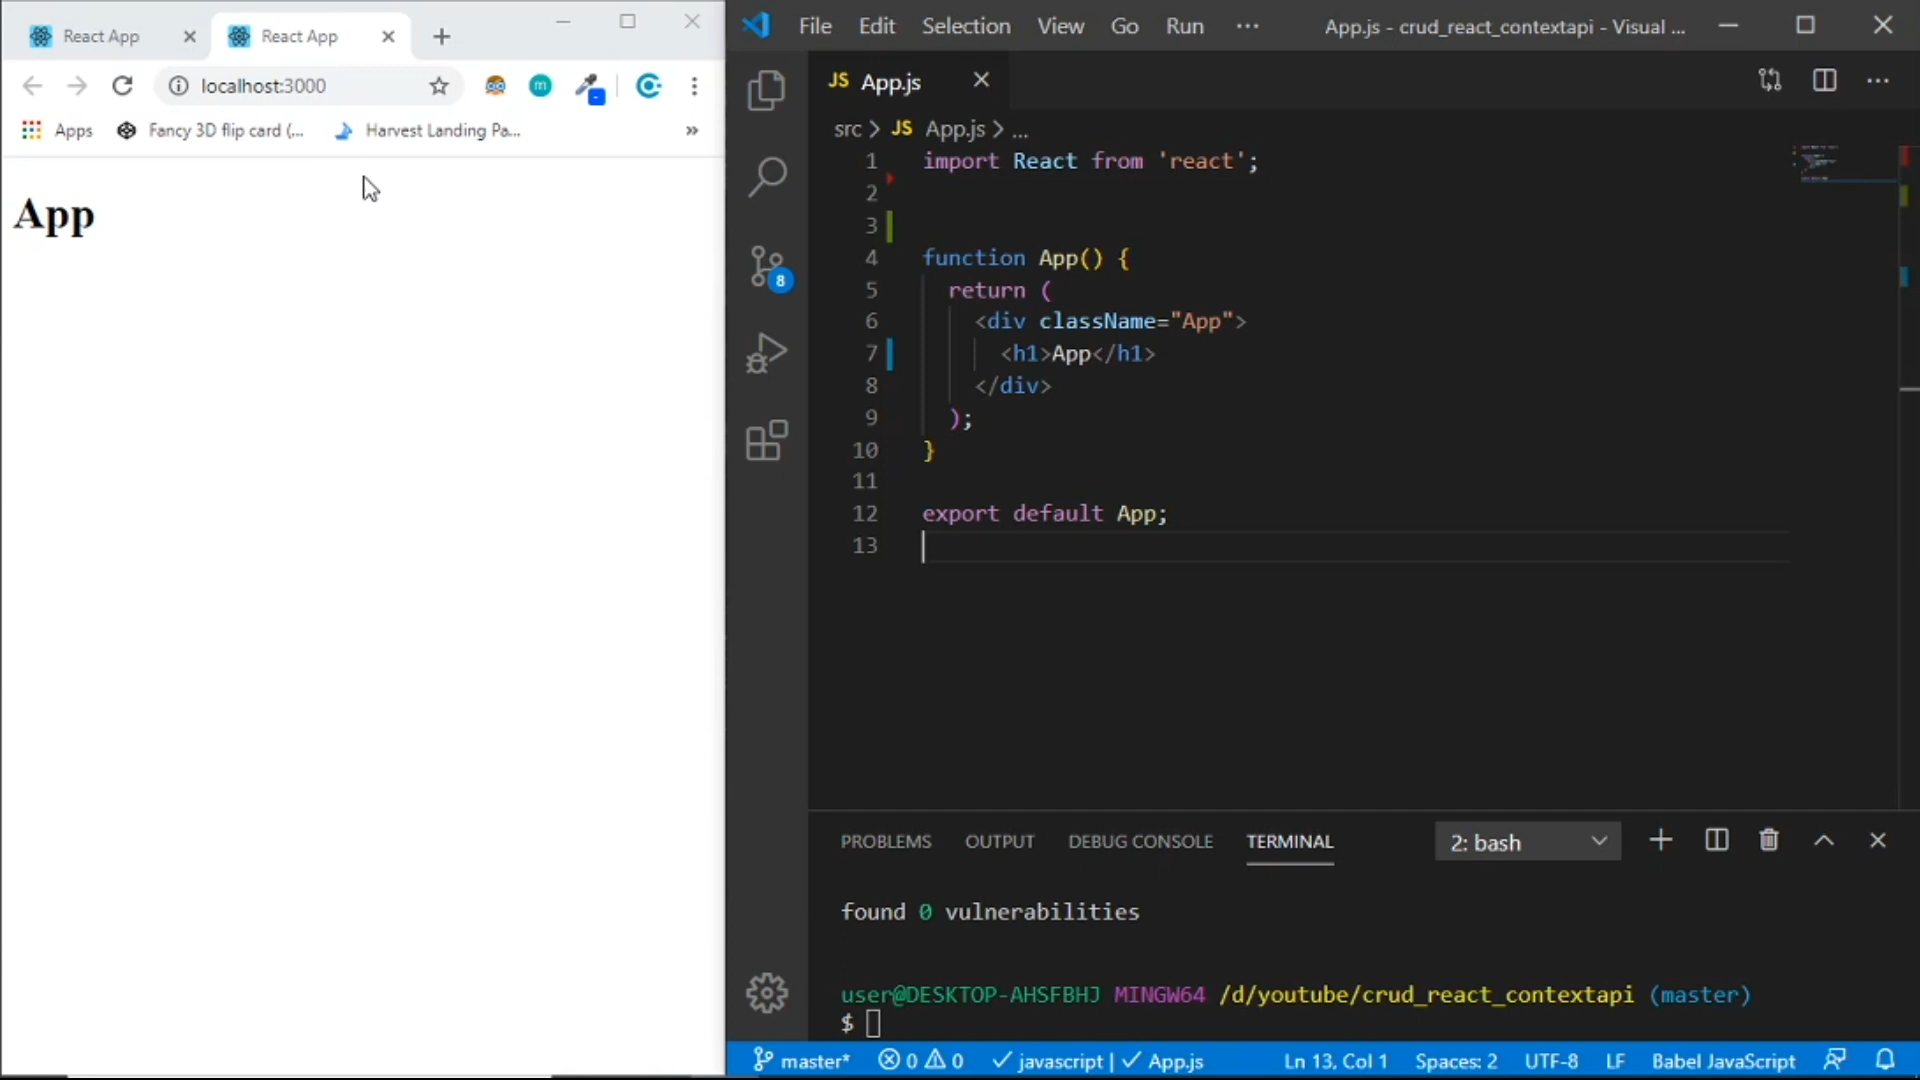 React App
React App
localhost:3000
m
Apps
Fancy 3D flip card (...
Harvest Landing Pa...
»
App
File Edit Selection View Go Run ···
App.js - crud_react_contextapi - Visual ...
JS App.js
src > JS App.js > ...
1 import React from 'react';
2
3
4 function App() {
5 return (
6 <div className="App">
7 <h1>App</h1>
8 </div>
9 );
10 }
11
12 export default App;
13
8
PROBLEMS OUTPUT DEBUG CONSOLE TERMINAL
2: bash
found 0 vulnerabilities
user@DESKTOP-AHSFBHJ MINGW64 /d/youtube/crud_react_contextapi (master)
$
master* 0 0 javascript | App.js Ln 13, Col 1 Spaces: 2 UTF-8 LF Babel JavaScript